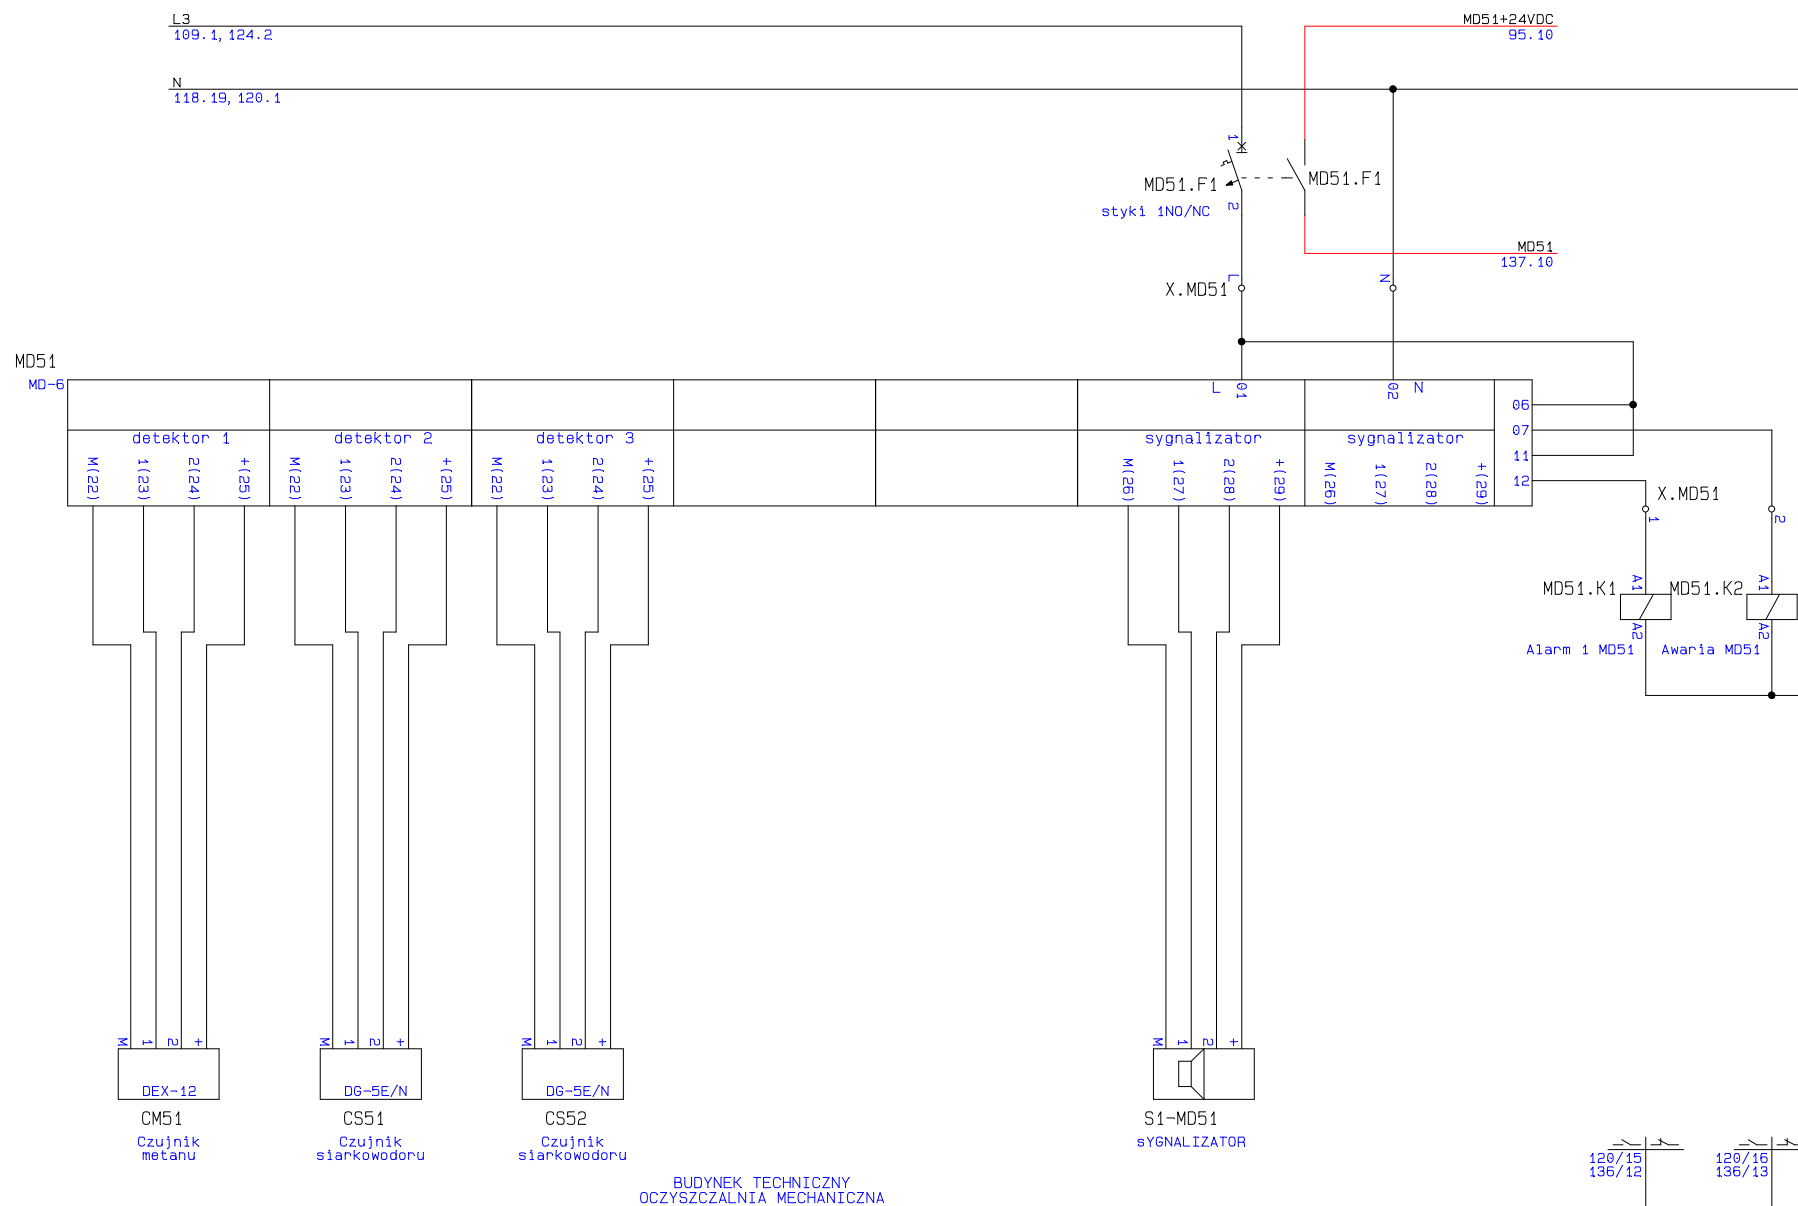 L3
109.1, 124.2
MD51+24VDC
95.10
N
118.19, 120.1
1
MD51.F1
MD51.F1
2
styki 1NO/NC
MD51
137.10
L
N
X.MD51
MD51
MD-6
L
01
02
N
06
detektor 1
detektor 2
detektor 3
sygnalizator
sygnalizator
07
11
12
M(22)
1(23)
2(24)
+(25)
M(22)
1(23)
2(24)
+(25)
M(22)
1(23)
2(24)
+(25)
M(26)
1(27)
2(28)
+(29)
M(26)
1(27)
2(28)
+(29)
X.MD51
1
2
MD51.K1
A1
MD51.K2
A1
A2
A2
Alarm 1 MD51
Awaria MD51
M
1
2
+
M
1
2
+
M
1
2
+
M
1
2
+
DEX-12
DG-5E/N
DG-5E/N
CM51
CS51
CS52
S1-MD51
Czujnik
metanu
Czujnik
siarkowodoru
Czujnik
siarkowodoru
sYGNALIZATOR
120/15
136/12
120/16
136/13
BUDYNEK TECHNICZNY
OCZYSZCZALNIA MECHANICZNA